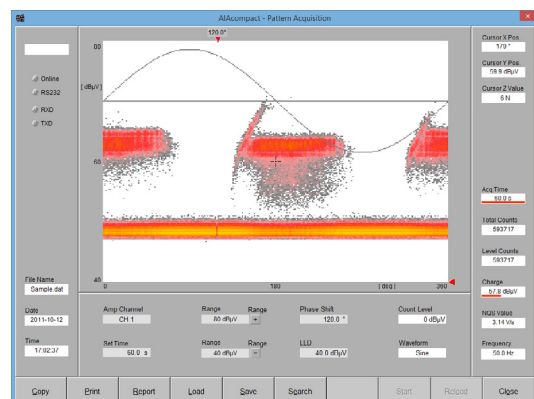 AIAcompact - Pattern Acquisition
120.0°
80
[ dBµV ]
60
40
0
180
[ deg ]
360
Online
RS232
RXD
TXD
File Name
Sample.dat
Date
2011-10-12
Time
17:02:37
Cursor X Pos.
179 °
Cursor Y Pos.
59.9 dBµV
Cursor Z Value
6 N
Acq Time
60.0 s
Total Counts
593717
Level Counts
593717
Charge
57.8 dBµV
NQS Value
3.14 V/s
Frequency
50.0 Hz
Amp Channel
CH 1
Range
80 dBµV
Range
+
Phase Shift
120.0 °
Count Level
0 dBµV
Set Time
60.0 s
Range
40 dBµV
Range
−
LLD
40.0 dBµV
Waveform
Sine
Copy
Print
Report
Load
Save
Search
Start
Reload
Close